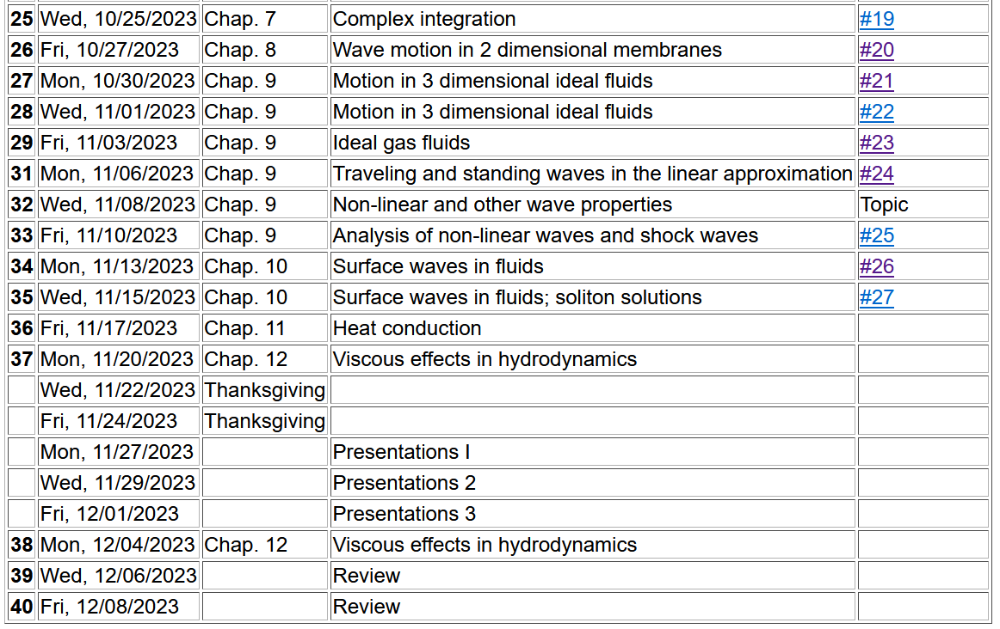 25 Wed, 10/25/2023 Chap. 7 Complex integration #19
26 Fri, 10/27/2023 Chap. 8 Wave motion in 2 dimensional membranes #20
27 Mon, 10/30/2023 Chap. 9 Motion in 3 dimensional ideal fluids #21
28 Wed, 11/01/2023 Chap. 9 Motion in 3 dimensional ideal fluids #22
29 Fri, 11/03/2023 Chap. 9 Ideal gas fluids #23
31 Mon, 11/06/2023 Chap. 9 Traveling and standing waves in the linear approximation #24
32 Wed, 11/08/2023 Chap. 9 Non-linear and other wave properties Topic
33 Fri, 11/10/2023 Chap. 9 Analysis of non-linear waves and shock waves #25
34 Mon, 11/13/2023 Chap. 10 Surface waves in fluids #26
35 Wed, 11/15/2023 Chap. 10 Surface waves in fluids; soliton solutions #27
36 Fri, 11/17/2023 Chap. 11 Heat conduction
37 Mon, 11/20/2023 Chap. 12 Viscous effects in hydrodynamics
Wed, 11/22/2023 Thanksgiving
Fri, 11/24/2023 Thanksgiving
Mon, 11/27/2023 Presentations I
Wed, 11/29/2023 Presentations 2
Fri, 12/01/2023 Presentations 3
38 Mon, 12/04/2023 Chap. 12 Viscous effects in hydrodynamics
39 Wed, 12/06/2023 Review
40 Fri, 12/08/2023 Review